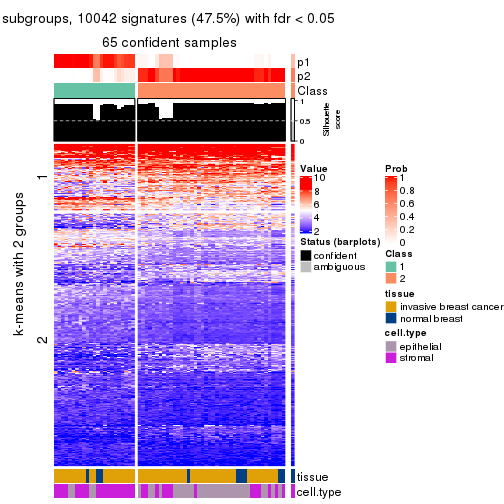 subgroups, 10042 signatures (47.5%) with fdr < 0.05
65 confident samples
p1
p2
Class
1
0.5
0
Silhouette
score
k-means with 2 groups
1
2
Value
10
8
6
4
2
Status (barplots)
confident
ambiguous
Prob
1
0.8
0.6
0.4
0.2
0
Class
1
2
tissue
invasive breast cancer
normal breast
cell.type
epithelial
stromal
tissue
cell.type